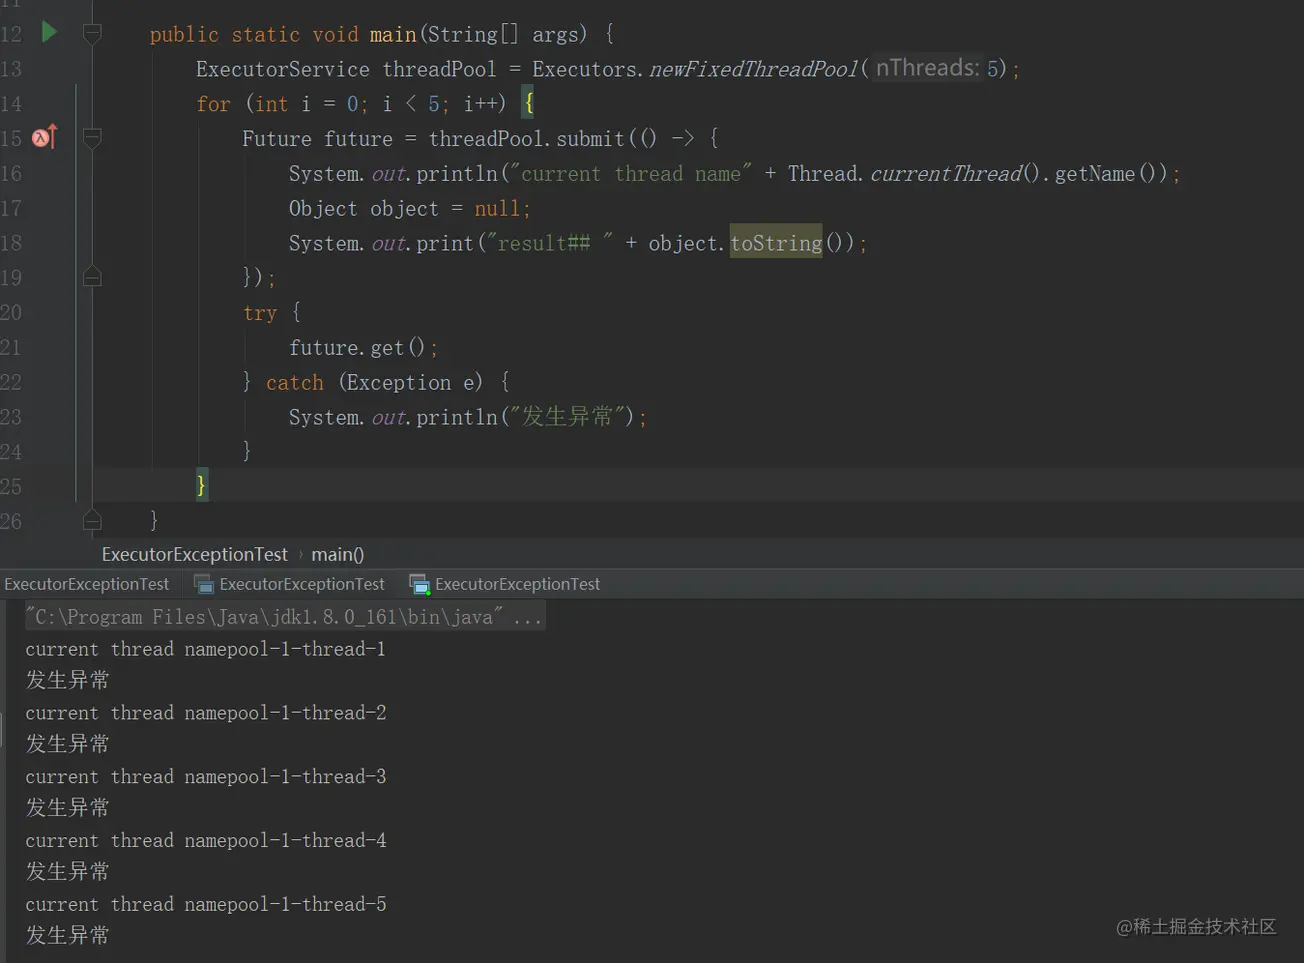 11
12 public static void main(String[] args) {
13 ExecutorService threadPool = Executors.newFixedThreadPool( nThreads: 5);
14 for (int i = 0; i < 5; i++) {
15 Future future = threadPool.submit(() -> {
16 System.out.println("current thread name" + Thread.currentThread().getName());
17 Object object = null;
18 System.out.print("result## " + object.toString());
19 });
20 try {
21 future.get();
22 } catch (Exception e) {
23 System.out.println("发生异常");
24 }
25 }
26 }
ExecutorExceptionTest › main()
ExecutorExceptionTest ExecutorExceptionTest ExecutorExceptionTest
"C:\Program Files\Java\jdk1.8.0_161\bin\java" ...
current thread namepool-1-thread-1
发生异常
current thread namepool-1-thread-2
发生异常
current thread namepool-1-thread-3
发生异常
current thread namepool-1-thread-4
发生异常
current thread namepool-1-thread-5
发生异常
@稀土掘金技术社区